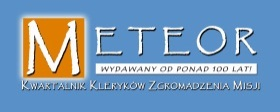 METEOR
WYDAWANY OD PONAD 100 LAT!
KWARTALNIK KLERYKÓW ZGROMADZENIA MISJI